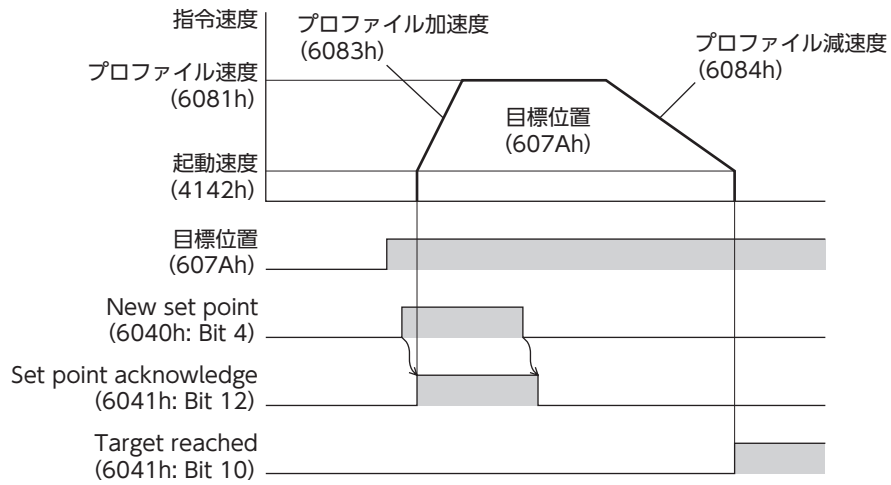 指令速度
プロファイル加速度
(6083h)
プロファイル減速度
(6084h)
プロファイル速度
(6081h)
目標位置
(607Ah)
起動速度
(4142h)
目標位置
(607Ah)
New set point
(6040h: Bit 4)
Set point acknowledge
(6041h: Bit 12)
Target reached
(6041h: Bit 10)